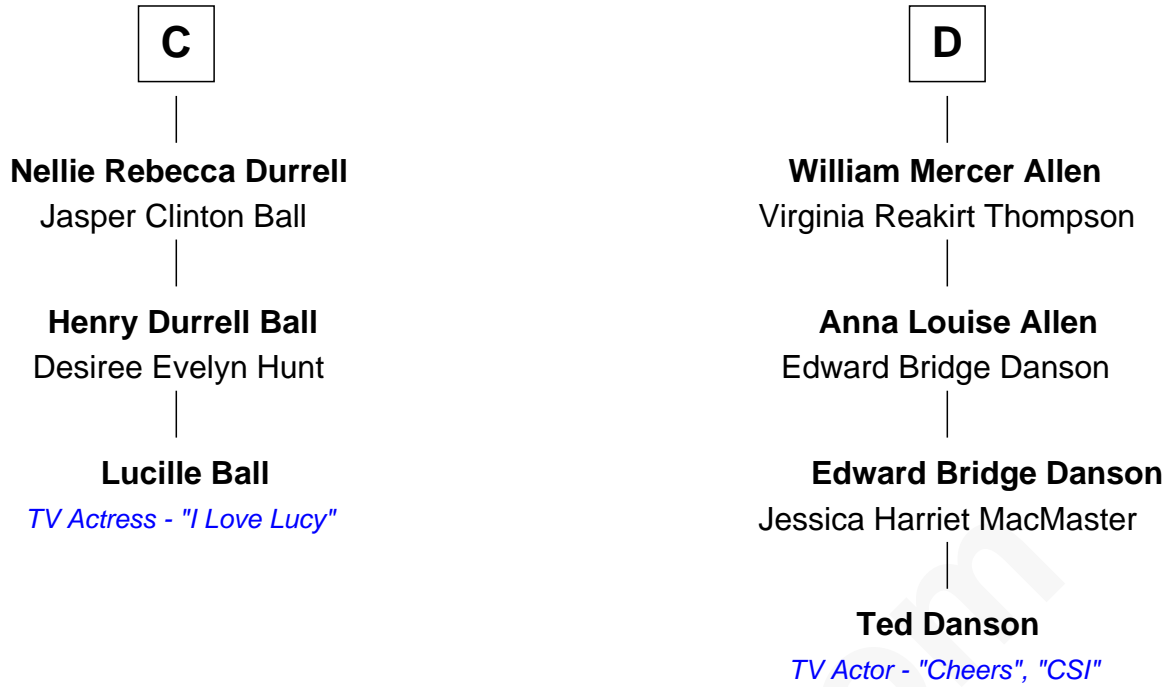 C
Nellie Rebecca Durrell
Jasper Clinton Ball
Henry Durrell Ball
Desiree Evelyn Hunt
Lucille Ball
TV Actress - "I Love Lucy"
D
William Mercer Allen
Virginia Reakirt Thompson
Anna Louise Allen
Edward Bridge Danson
Edward Bridge Danson
Jessica Harriet MacMaster
Ted Danson
TV Actor - "Cheers", "CSI"